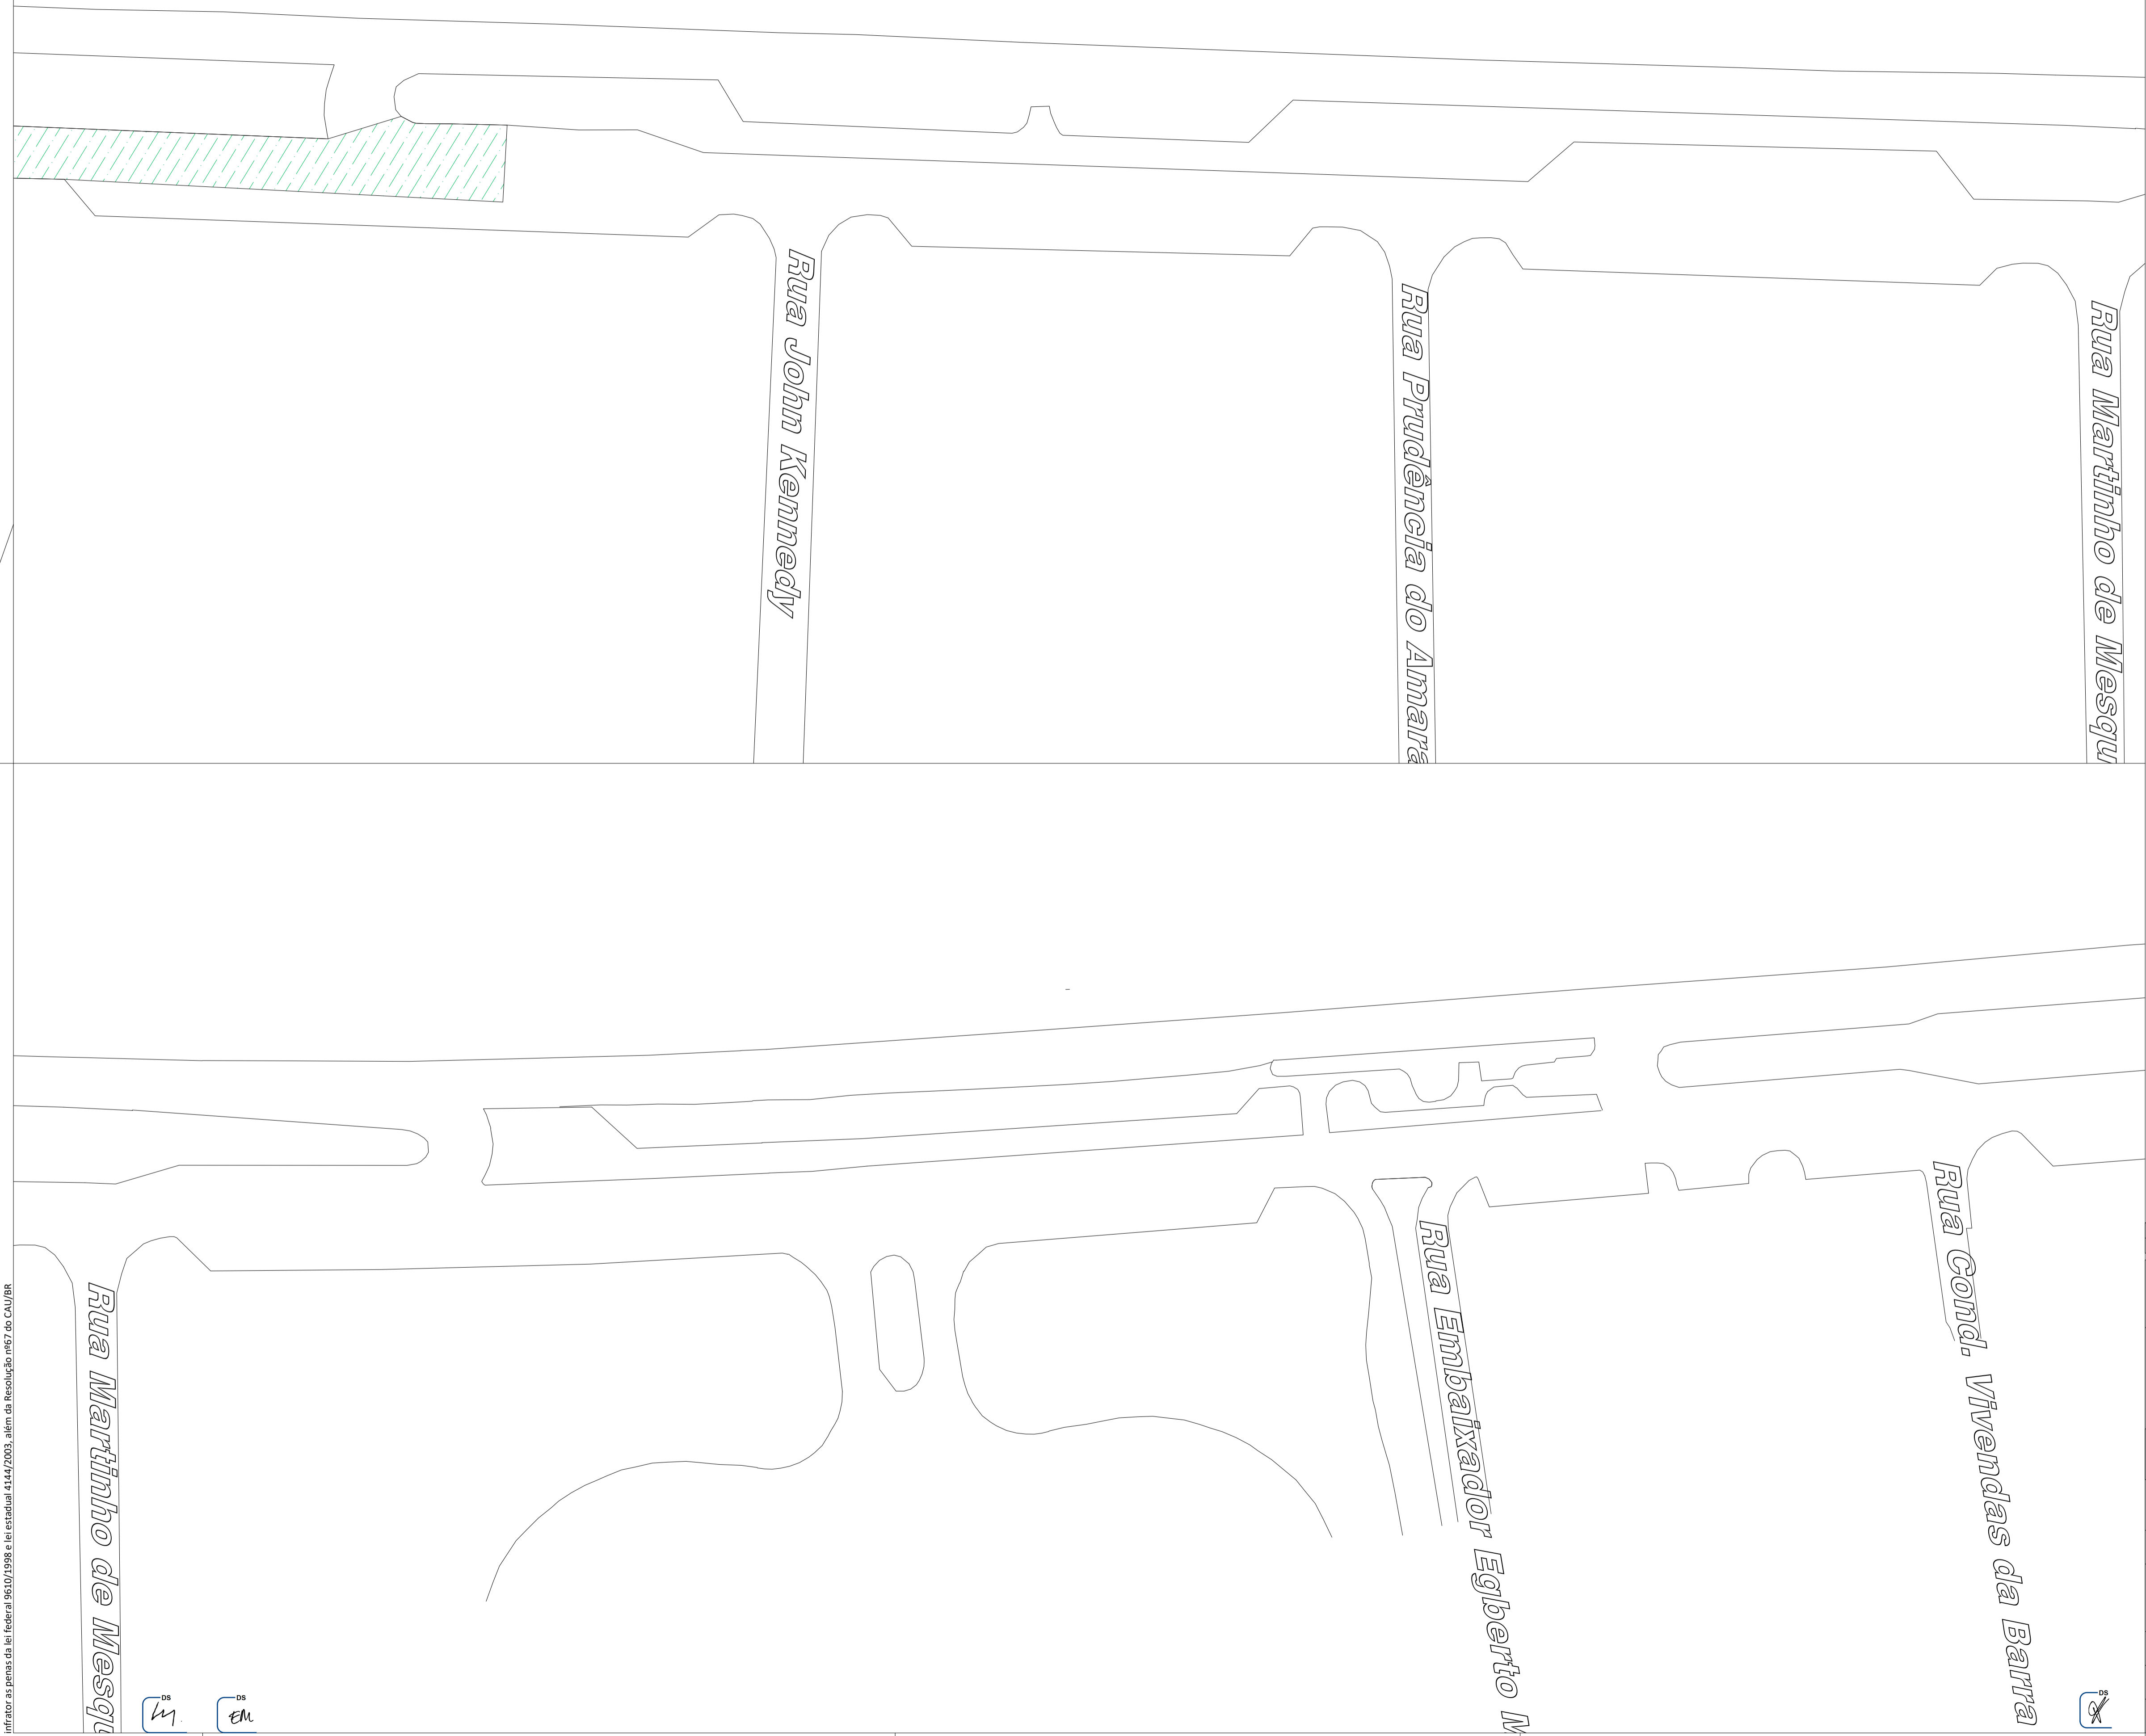 Rua John Kennedy
Rua Prudência do Amara
Rua Martinho de Mesqu
Rua Martinho de Mesqu
Rua Embaixador Egberto M
Rua Cond. Vivendas da Barra
infrator as penas da lei federal 9610/1998 e lei estadual 4144/2003, além da Resolução nº67 do CAU/BR
DS
DS
EM
DS